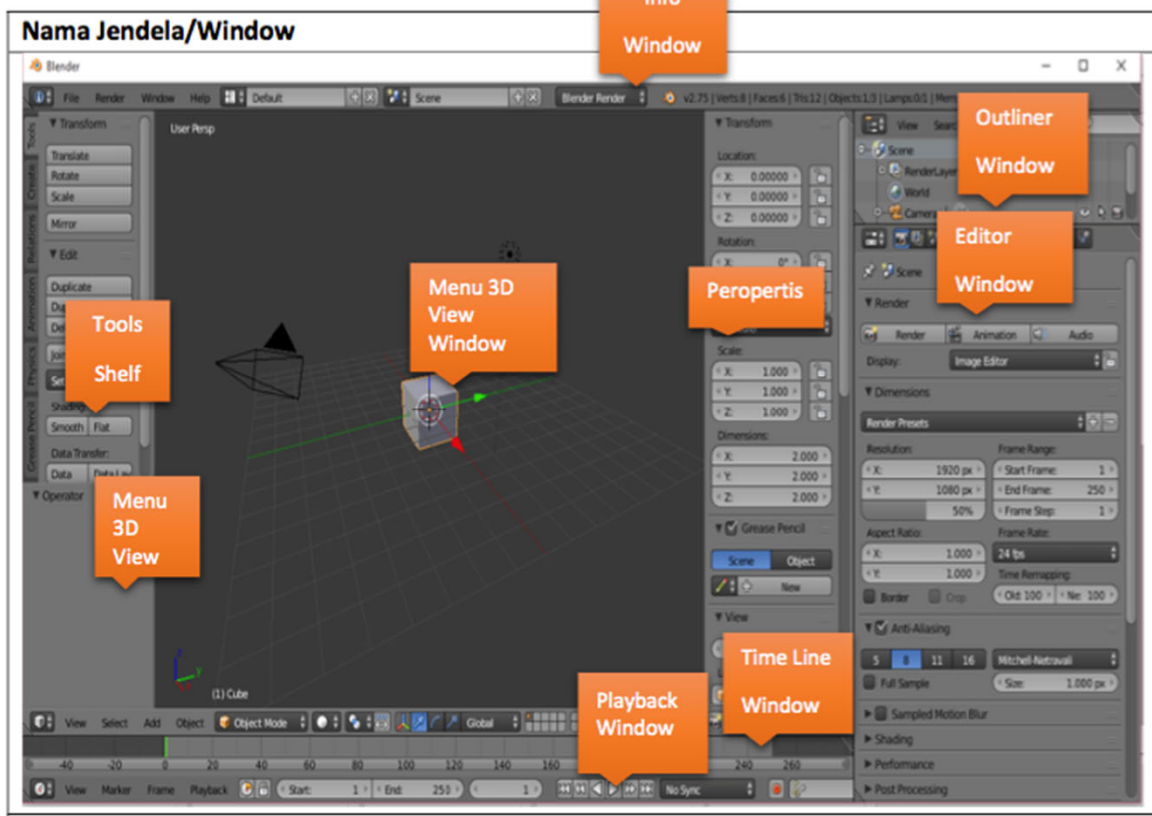 Nama Jendela/Window
Info
Window
Blender
File Render Window Help Default Scene Blender Render v2.75 | Verts:8 | Faces:6 | Tris:12 | Objects:1/3 | Lamps:0/1 | Mem
Tools
Create
Relations
Animation
Physics
Grease Pencil
Transform
Translate
Rotate
Scale
Mirror
Edit
Duplicate
Tools
Shelf
Shading
Smooth Flat
Data Transfer:
Data Data Lay
Operator
Menu
3D
View
User Persp
Menu 3D
View
Window
(1) Cube
Transform
Location:
X: 0.00000
Y: 0.00000
Z: 0.00000
Rotation:
X: 0°
Peropertis
Scale:
X: 1.000
Y: 1.000
Z: 1.000
Dimensions:
X: 2.000
Y: 2.000
Z: 2.000
Grease Pencil
Scene Object
New
View
Time Line
Window
View
Outliner
Window
Scene
RenderLayer
World
Camera
Editor
Window
Scene
Render
Render Animation Audio
Display: Image Editor
Dimensions
Render Presets
Resolution: Frame Range:
X: 1920 px Start Frame: 1
Y: 1080 px End Frame: 250
50% Frame Step: 1
Aspect Ratio: Frame Rate:
X: 1.000 24 fps
Y: 1.000 Time Remapping:
Border Crop Old: 100 Ne: 100
Anti-Aliasing
5 8 11 16 Mitchell-Netravali
Full Sample Size: 1.000 px
Sampled Motion Blur
Shading
Performance
Post Processing
View Select Add Object Object Mode Global
Playback
Window
-40 -20 0 20 40 60 80 100 120 140 160 240 260
View Marker Frame Playback Start: 1 End: 250 1 No Sync